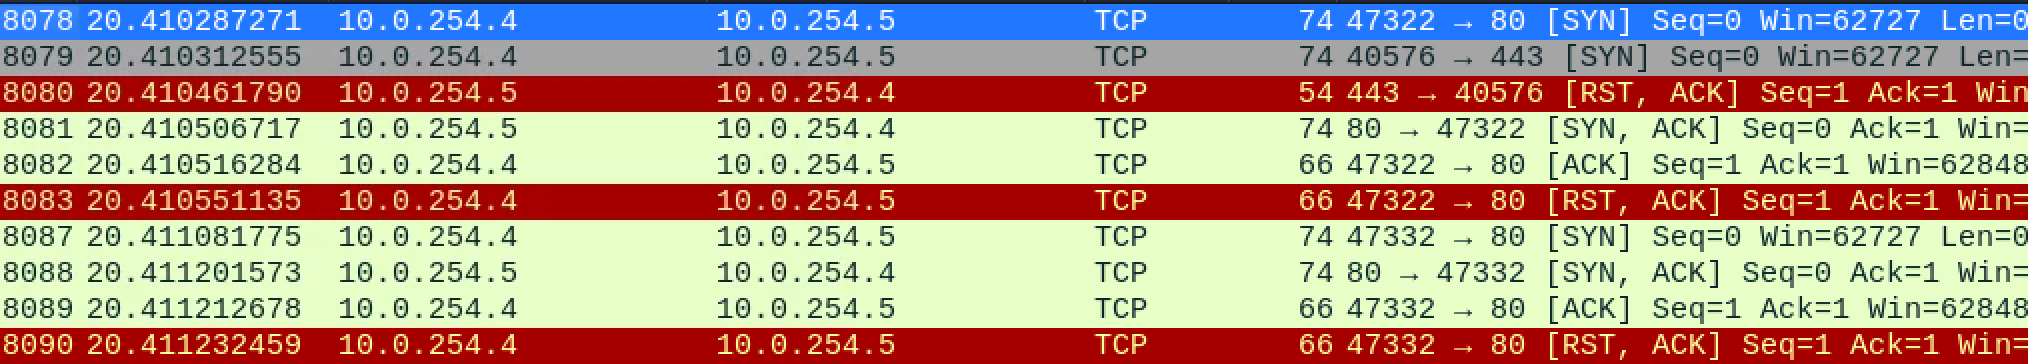 8078 20.410287271 10.0.254.4 10.0.254.5 TCP 74 47322 → 80 [SYN] Seq=0 Win=62727 Len=0
8079 20.410312555 10.0.254.4 10.0.254.5 TCP 74 40576 → 443 [SYN] Seq=0 Win=62727 Len=
8080 20.410461790 10.0.254.5 10.0.254.4 TCP 54 443 → 40576 [RST, ACK] Seq=1 Ack=1 Win
8081 20.410506717 10.0.254.5 10.0.254.4 TCP 74 80 → 47322 [SYN, ACK] Seq=0 Ack=1 Win=
8082 20.410516284 10.0.254.4 10.0.254.5 TCP 66 47322 → 80 [ACK] Seq=1 Ack=1 Win=62848
8083 20.410551135 10.0.254.4 10.0.254.5 TCP 66 47322 → 80 [RST, ACK] Seq=1 Ack=1 Win=
8087 20.411081775 10.0.254.4 10.0.254.5 TCP 74 47332 → 80 [SYN] Seq=0 Win=62727 Len=0
8088 20.411201573 10.0.254.5 10.0.254.4 TCP 74 80 → 47332 [SYN, ACK] Seq=0 Ack=1 Win=
8089 20.411212678 10.0.254.4 10.0.254.5 TCP 66 47332 → 80 [ACK] Seq=1 Ack=1 Win=62848
8090 20.411232459 10.0.254.4 10.0.254.5 TCP 66 47332 → 80 [RST, ACK] Seq=1 Ack=1 Win=